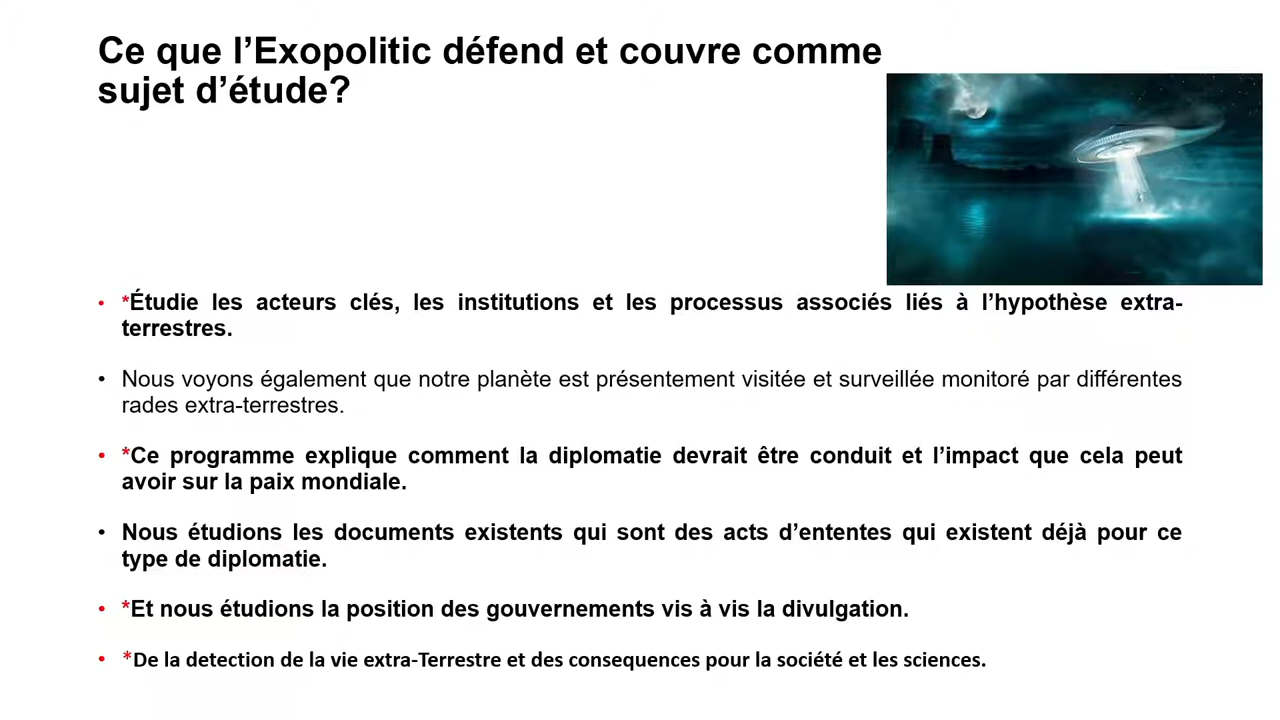 Ce que l’Exopolitic défend et couvre comme
sujet d’étude?
• *Étudie les acteurs clés, les institutions et les processus associés liés à l’hypothèse extra-
terrestres.
• Nous voyons également que notre planète est présentement visitée et surveillée monitoré par différentes
rades extra-terrestres.
• *Ce programme explique comment la diplomatie devrait être conduit et l’impact que cela peut
avoir sur la paix mondiale.
• Nous étudions les documents existents qui sont des acts d’ententes qui existent déjà pour ce
type de diplomatie.
• *Et nous étudions la position des gouvernements vis à vis la divulgation.
• *De la detection de la vie extra-Terrestre et des consequences pour la société et les sciences.